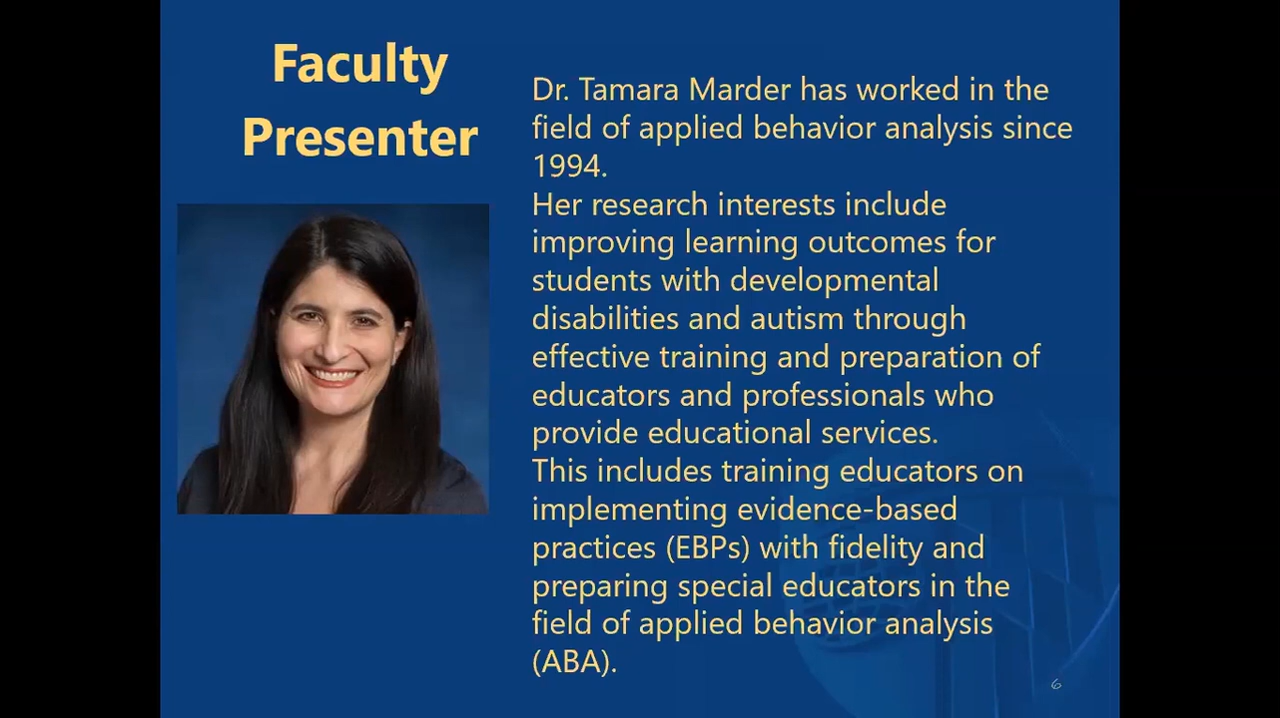 Faculty
Presenter
Dr. Tamara Marder has worked in the
field of applied behavior analysis since
1994.
Her research interests include
improving learning outcomes for
students with developmental
disabilities and autism through
effective training and preparation of
educators and professionals who
provide educational services.
This includes training educators on
implementing evidence-based
practices (EBPs) with fidelity and
preparing special educators in the
field of applied behavior analysis
(ABA).
6